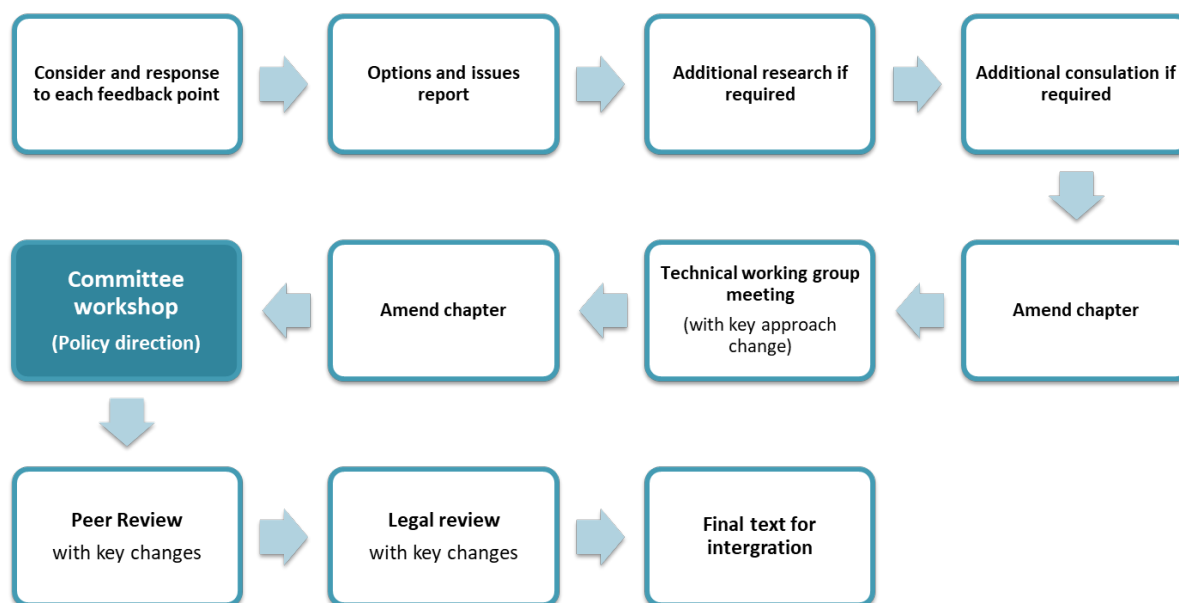 Consider and response
to each feedback point
Options and issues
report
Additional research if
required
Additional consulation if
required
Committee
workshop
(Policy direction)
Amend chapter
Technical working group
meeting
(with key approach
change)
Amend chapter
Peer Review
with key changes
Legal review
with key changes
Final text for
intergration